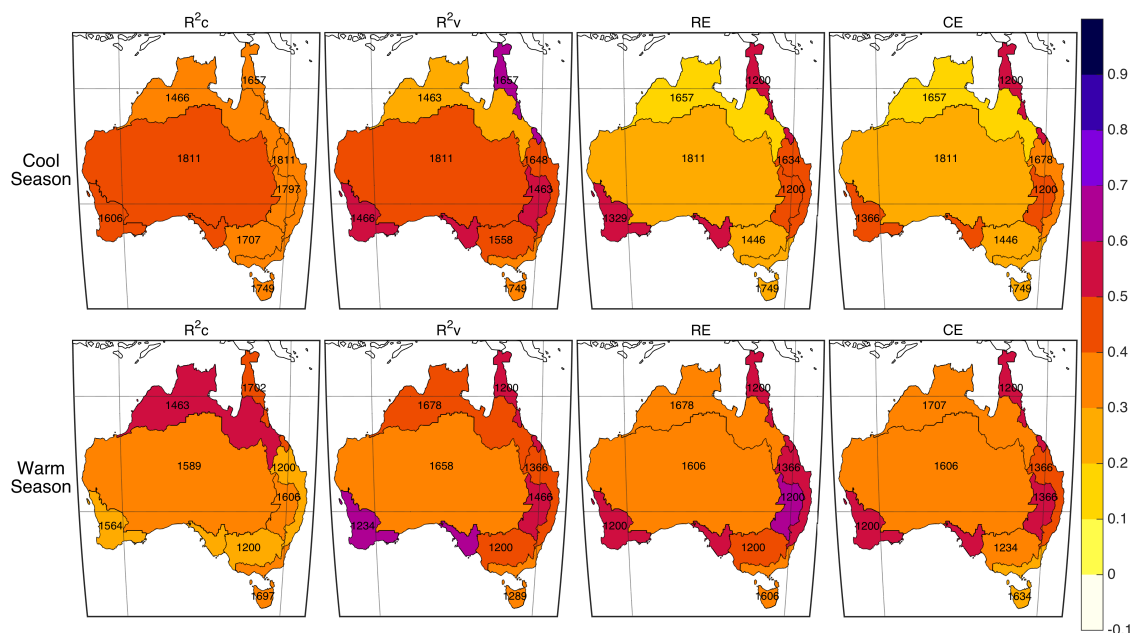 R²c R²v RE CE
Cool Season
1657 1466 1811 1811 1797 1606 1707 1749
1657 1463 1811 1648 1463 1466 1558
1200 1657 1811 1634 1200 1329 1446 1749
1200 1657 1811 1678 1200 1366 1446 1749
R²c R²v RE CE
Warm Season
1702 1463 1589 1200 1606 1564 1200 1697
1200 1678 1658 1366 1466 1234 1200 1289
1200 1678 1606 1366 1200 1200 1200 1606
1200 1707 1606 1366 1366 1200 1234 1634
0.9
0.8
0.7
0.6
0.5
0.4
0.3
0.2
0.1
0
-0.1